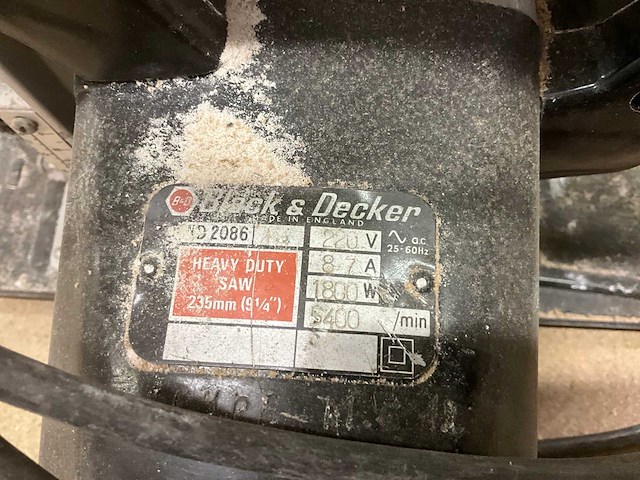 B&D Black & Decker
MADE IN ENGLAND
2086 220 V a.c.
25-60Hz
HEAVY DUTY
SAW
235mm (9¼")
8·7 A
1800 W
5400 /min